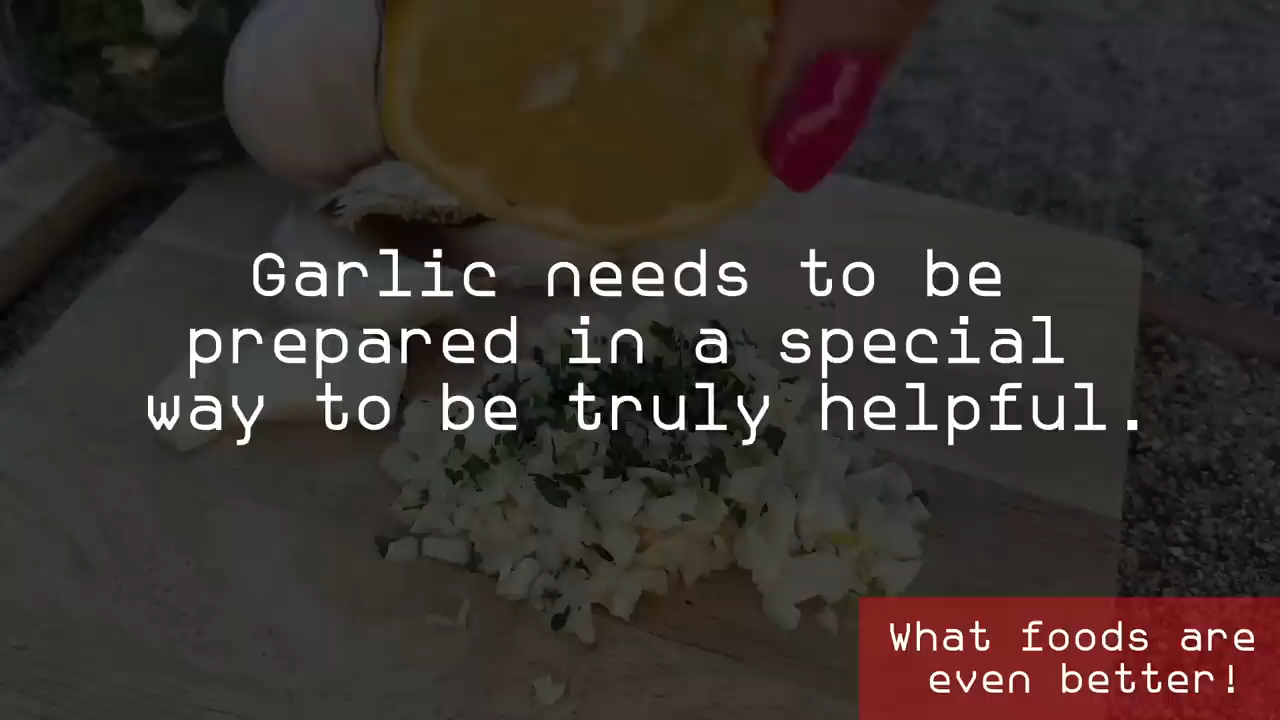 Garlic needs to be
prepared in a special
way to be truly helpful.
What foods are
even better!